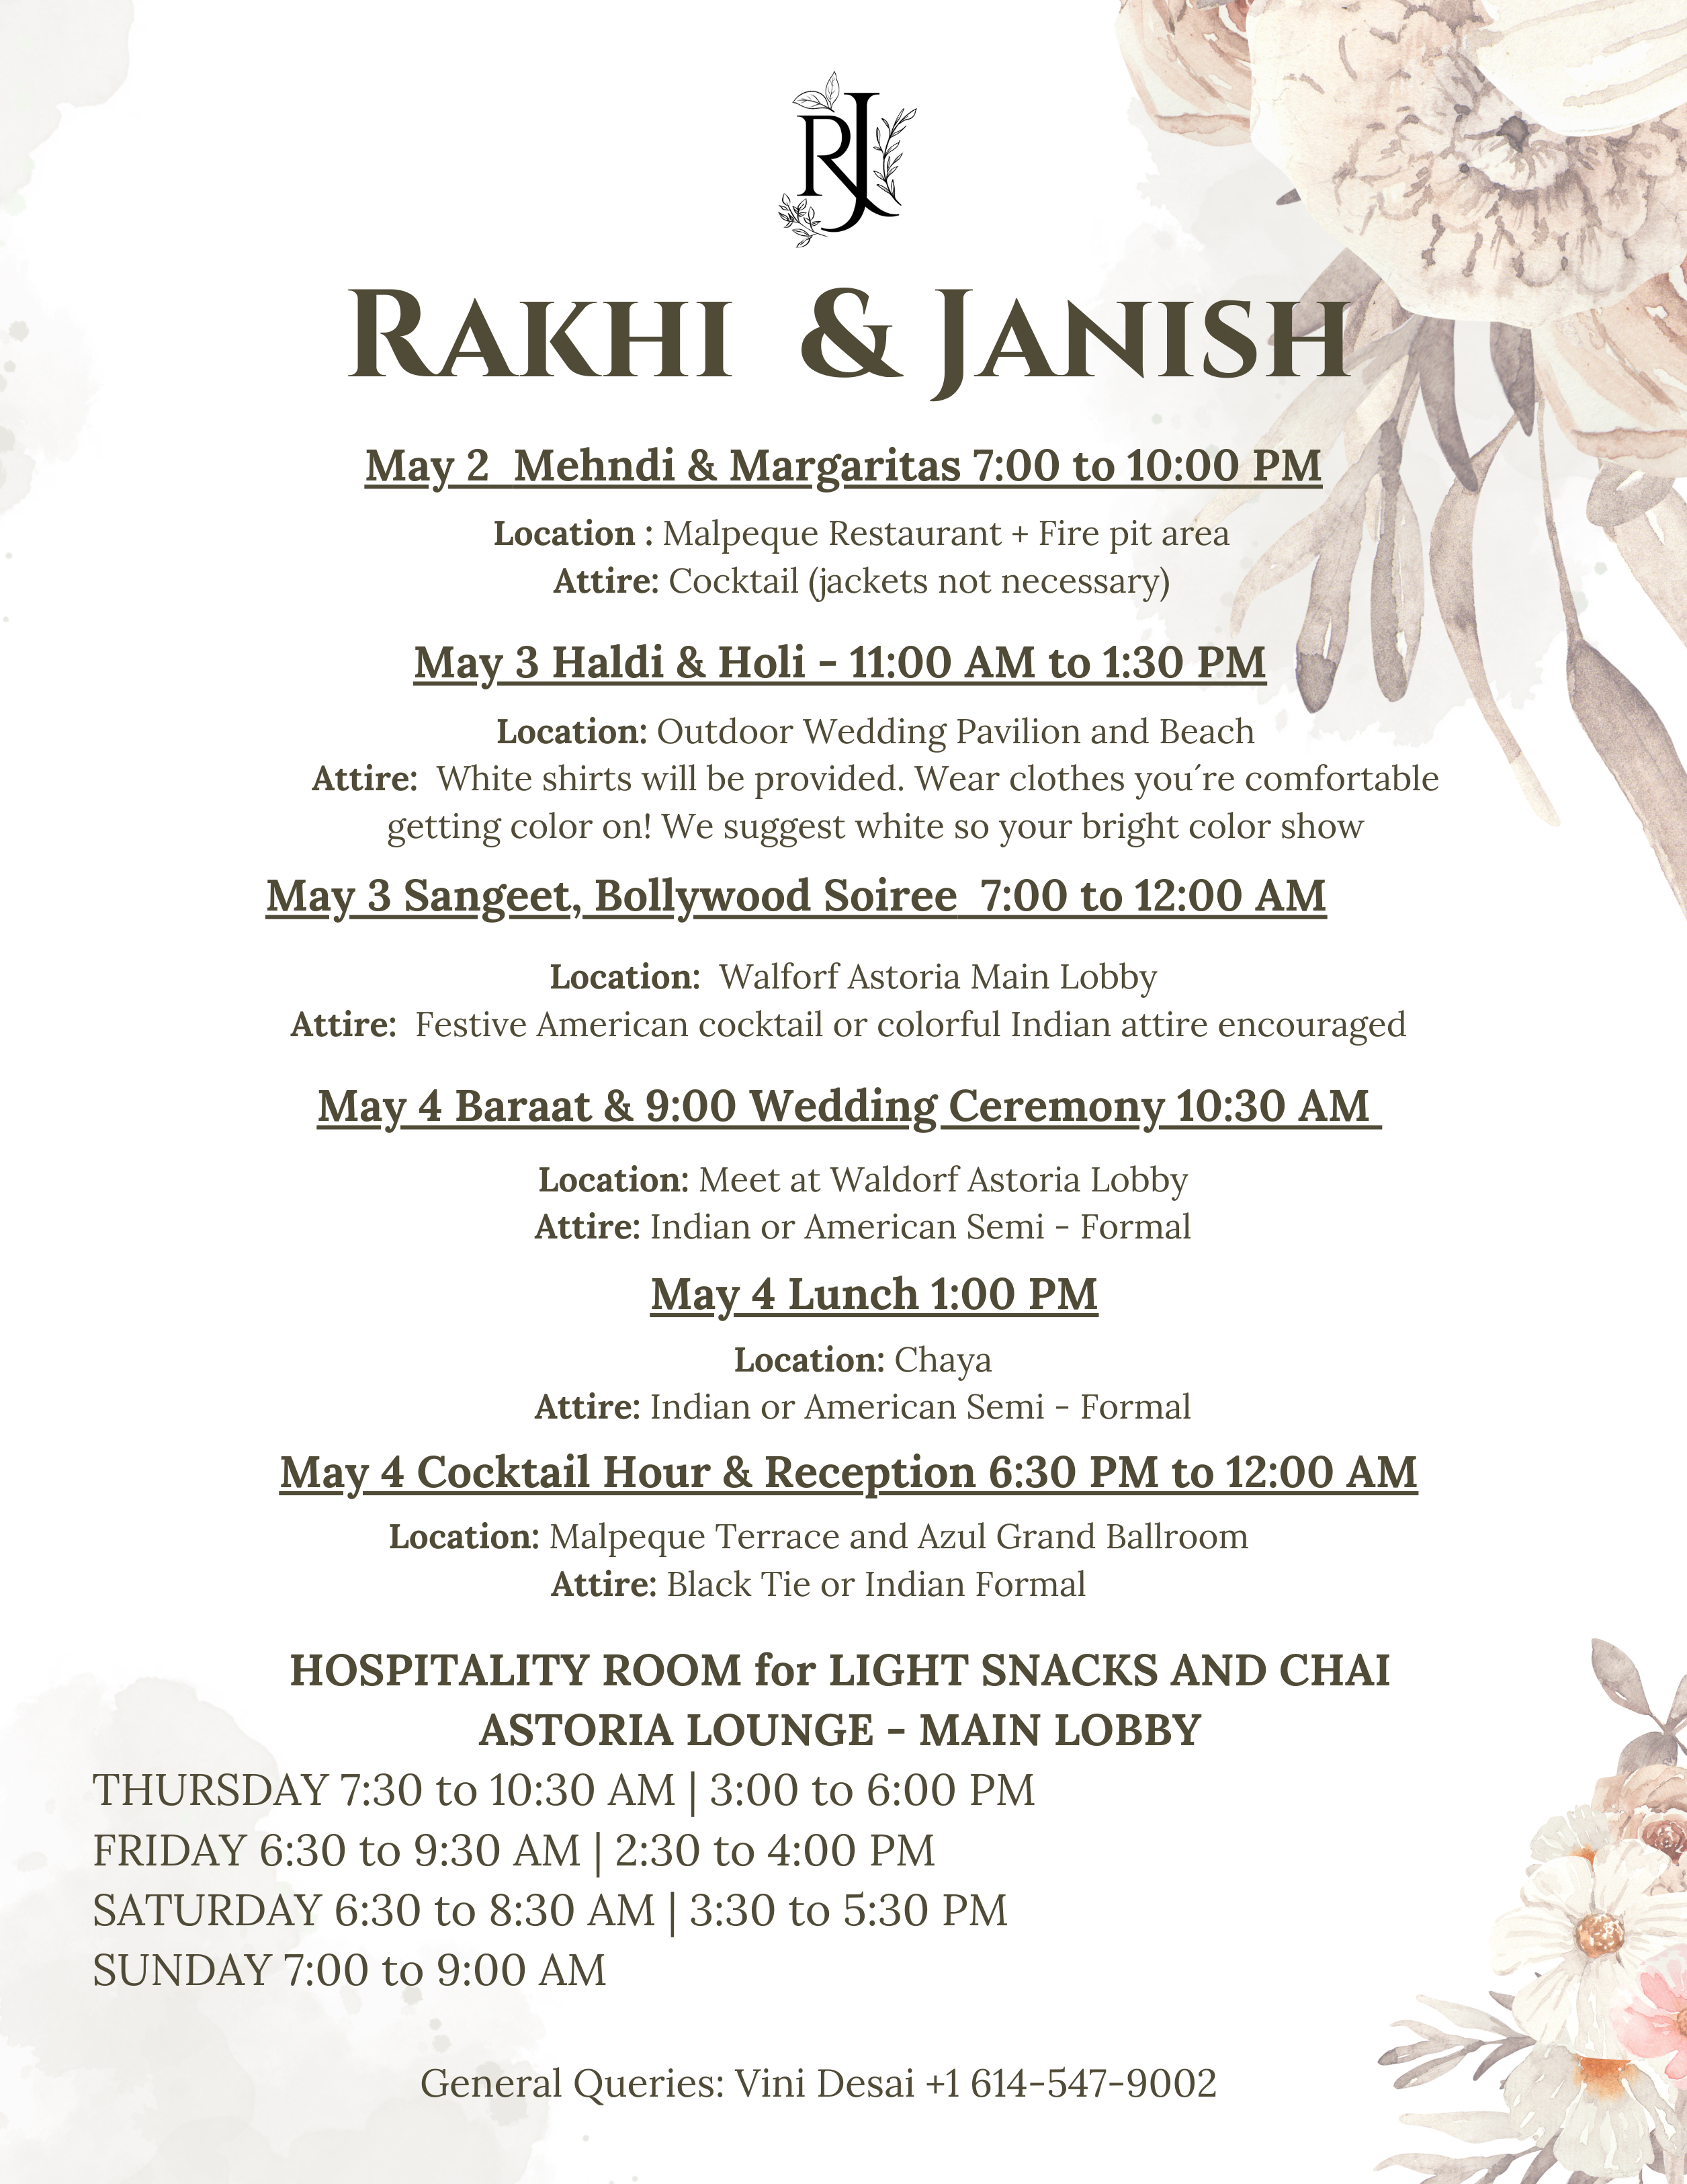 RJ
RAKHI & JANISH
May 2 Mehndi & Margaritas 7:00 to 10:00 PM
Location : Malpeque Restaurant + Fire pit area
Attire: Cocktail (jackets not necessary)
May 3 Haldi & Holi - 11:00 AM to 1:30 PM
Location: Outdoor Wedding Pavilion and Beach
Attire: White shirts will be provided. Wear clothes you´re comfortable
getting color on! We suggest white so your bright color show
May 3 Sangeet, Bollywood Soiree 7:00 to 12:00 AM
Location: Walforf Astoria Main Lobby
Attire: Festive American cocktail or colorful Indian attire encouraged
May 4 Baraat & 9:00 Wedding Ceremony 10:30 AM
Location: Meet at Waldorf Astoria Lobby
Attire: Indian or American Semi - Formal
May 4 Lunch 1:00 PM
Location: Chaya
Attire: Indian or American Semi - Formal
May 4 Cocktail Hour & Reception 6:30 PM to 12:00 AM
Location: Malpeque Terrace and Azul Grand Ballroom
Attire: Black Tie or Indian Formal
HOSPITALITY ROOM for LIGHT SNACKS AND CHAI
ASTORIA LOUNGE - MAIN LOBBY
THURSDAY 7:30 to 10:30 AM | 3:00 to 6:00 PM
FRIDAY 6:30 to 9:30 AM | 2:30 to 4:00 PM
SATURDAY 6:30 to 8:30 AM | 3:30 to 5:30 PM
SUNDAY 7:00 to 9:00 AM
General Queries: Vini Desai +1 614-547-9002